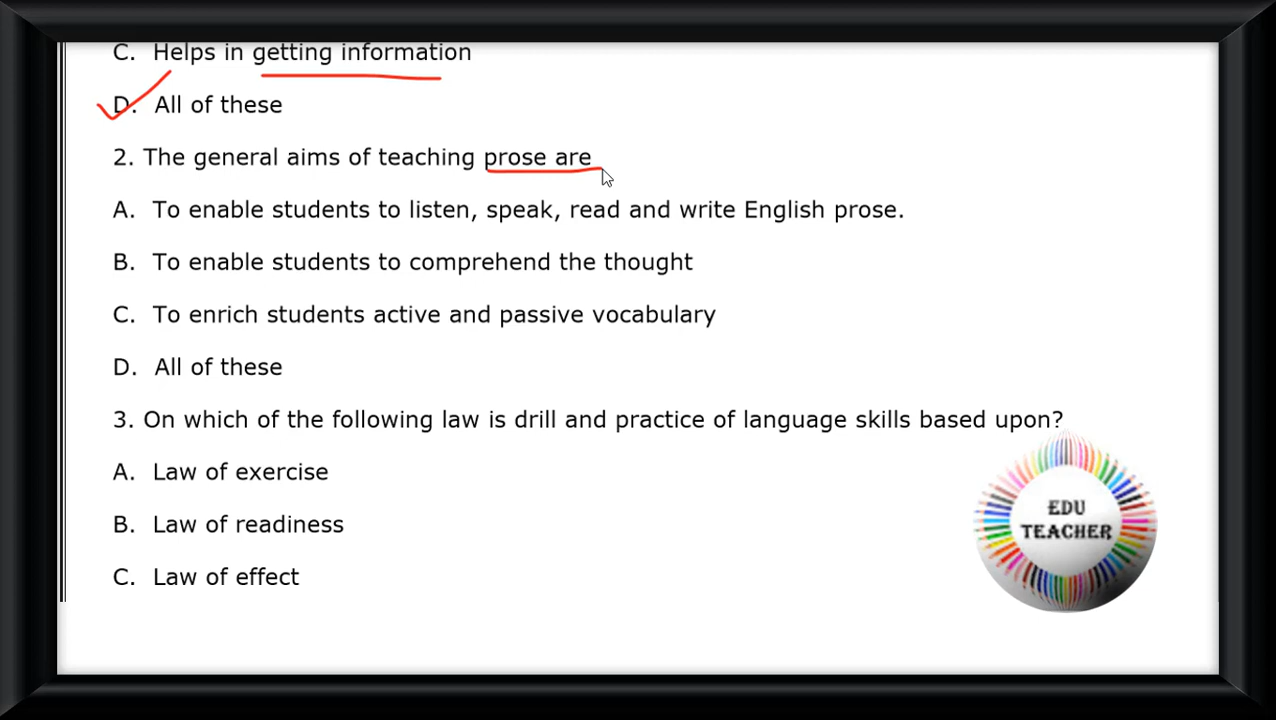 C. Helps in getting information
D. All of these
2. The general aims of teaching prose are
A. To enable students to listen, speak, read and write English prose.
B. To enable students to comprehend the thought
C. To enrich students active and passive vocabulary
D. All of these
3. On which of the following law is drill and practice of language skills based upon?
A. Law of exercise
B. Law of readiness
C. Law of effect
EDU
TEACHER